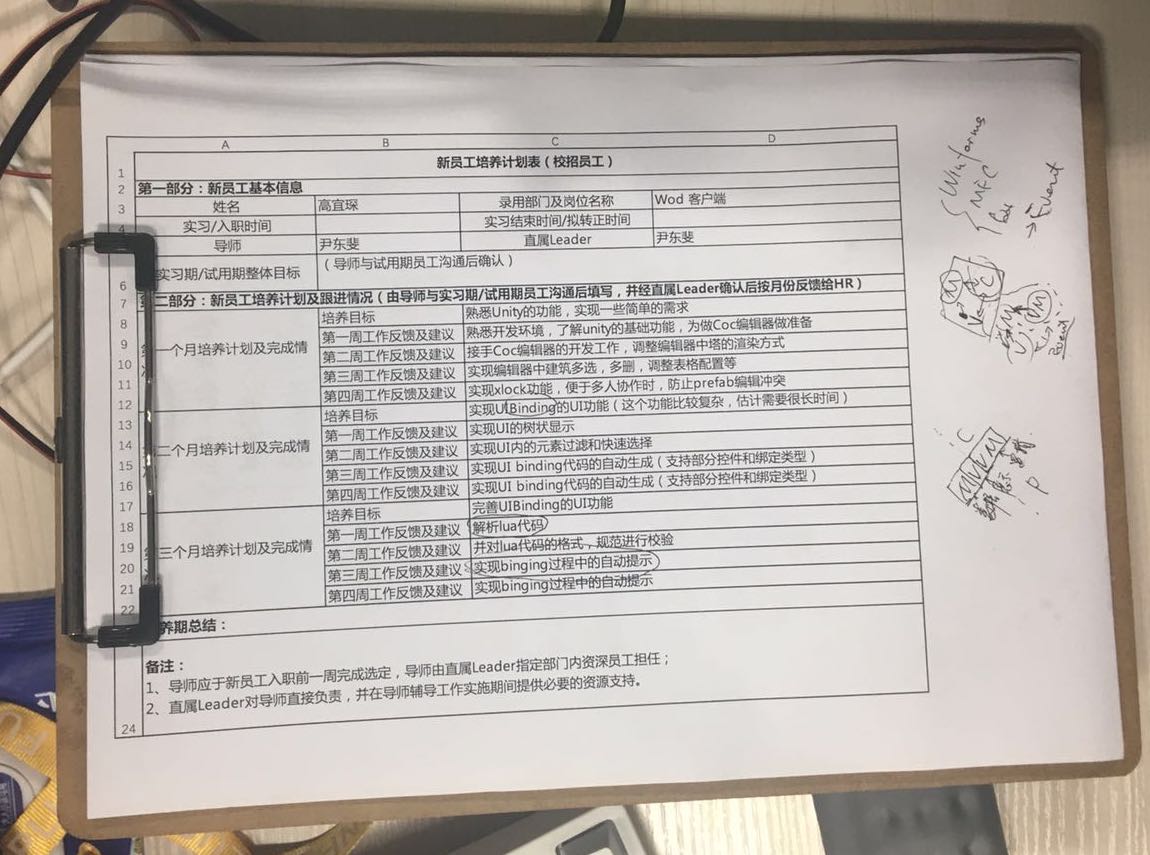 A B C D
1 新员工培养计划表（校招员工）
2 第一部分：新员工基本信息
3 姓名 高宜琛 录用部门及岗位名称 Wod 客户端
4 实习/入职时间 实习结束时间/拟转正时间
导师 尹东斐 直属Leader 尹东斐
6 实习期/试用期整体目标 （导师与试用期员工沟通后确认）
7 二部分：新员工培养计划及跟进情况（由导师与实习期/试用期员工沟通后填写，并经直属Leader确认后按月份反馈给HR）
8 培养目标 熟悉Unity的功能，实现一些简单的需求
9 一个月培养计划及完成情 第一周工作反馈及建议 熟悉开发环境，了解unity的基础功能，为做Coc编辑器做准备
10 第二周工作反馈及建议 接手Coc编辑器的开发工作，调整编辑器中塔的渲染方式
11 第三周工作反馈及建议 实现编辑器中建筑多选，多删，调整表格配置等
12 第四周工作反馈及建议 实现xlock功能，便于多人协作时，防止prefab编辑冲突
13 培养目标 实现UIBinding的UI功能（这个功能比较复杂，估计需要很长时间）
14 二个月培养计划及完成情 第一周工作反馈及建议 实现UI的树状显示
15 第二周工作反馈及建议 实现UI内的元素过滤和快速选择
16 第三周工作反馈及建议 实现UI binding代码的自动生成（支持部分控件和绑定类型）
17 第四周工作反馈及建议 实现UI binding代码的自动生成（支持部分控件和绑定类型）
18 培养目标 完善UIBinding的UI功能
19 三个月培养计划及完成情 第一周工作反馈及建议 解析lua代码
20 第二周工作反馈及建议 并对lua代码的格式，规范进行校验
21 第三周工作反馈及建议 实现binging过程中的自动提示
22 第四周工作反馈及建议 实现binging过程中的自动提示
养期总结：
备注：
1、导师应于新员工入职前一周完成选定，导师由直属Leader指定部门内资深员工担任；
2、直属Leader对导师直接负责，并在导师辅导工作实施期间提供必要的资源支持。
24
Winforms
MFC
Event
M
C
V
VM
Event
C
P